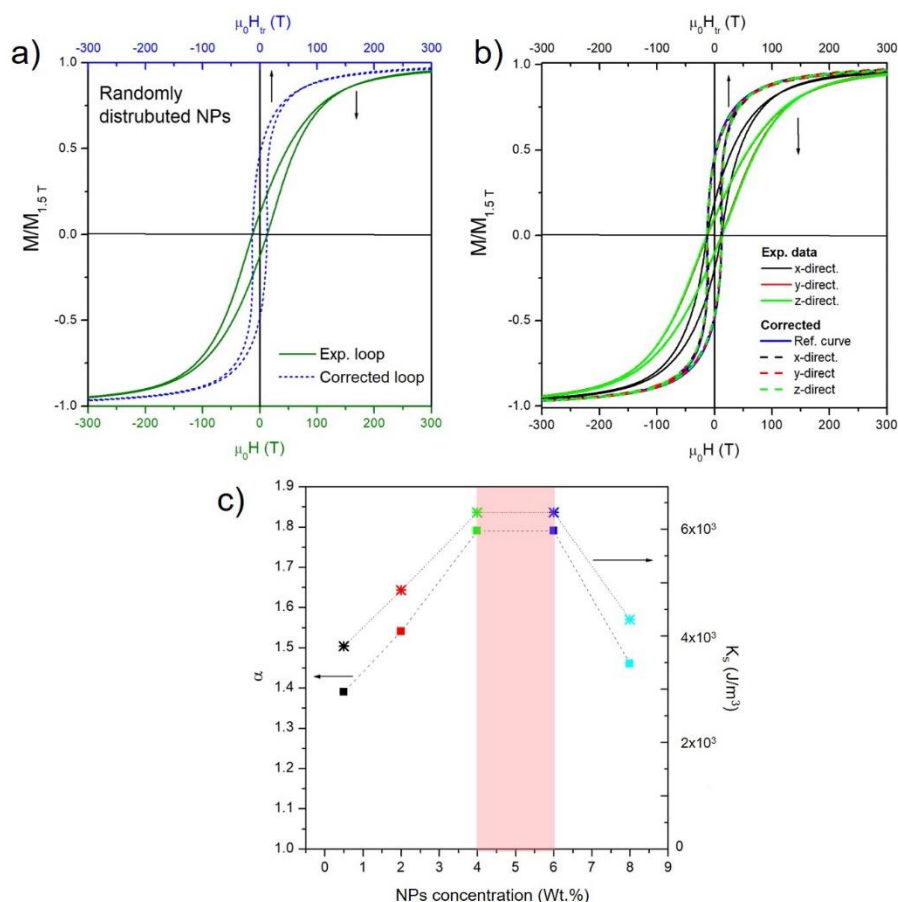 a)
μ₀Hₜᵣ (T)
-300 -200 -100 0 100 200 300
1.0
0.5
0.0
-0.5
-1.0
M/M₁.₅ T
Randomly
distrubuted NPs
Exp. loop
Corrected loop
-300 -200 -100 0 100 200 300
μ₀H (T)
b)
μ₀Hₜᵣ (T)
-300 -200 -100 0 100 200 300
1.0
0.5
0.0
-0.5
-1.0
M/M₁.₅ T
Exp. data
x-direct.
y-direct.
z-direct.
Corrected
Ref. curve
x-direct.
y-direct
z-direct
-300 -200 -100 0 100 200 300
μ₀H (T)
c)
1.9
1.8
1.7
1.6
1.5
1.4
1.3
1.2
1.1
1.0
α
6x10³
4x10³
2x10³
0
Kₛ (J/m³)
0 1 2 3 4 5 6 7 8 9
NPs concentration (Wt.%)